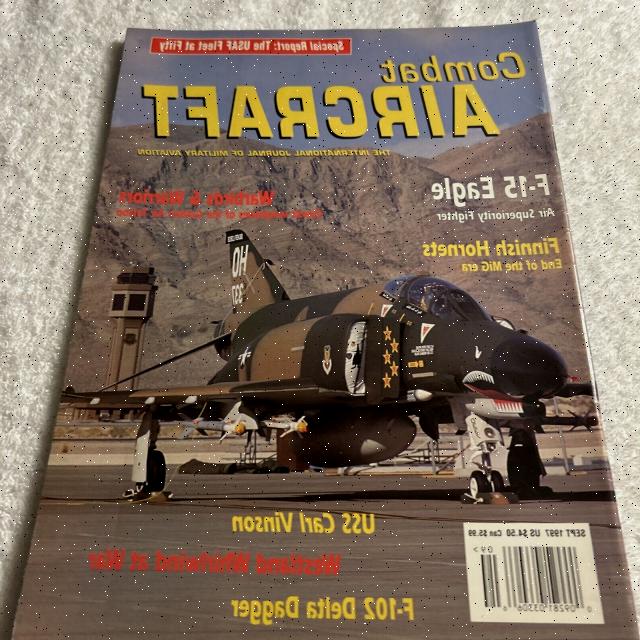 Special Report: The USAF Fleet at Fifty
Combat
AIRCRAFT
THE INTERNATIONAL JOURNAL OF MILITARY AVIATION
F-15 Eagle
Air Superiority Fighter
Finnish Hornets
End of the MiG era
Warbirds & Warriors
HO
USS Carl Vinson
Westland Whirlwind at War
F-102 Delta Dagger
SEPT 1997 US $4.50 Can $5.99
09>